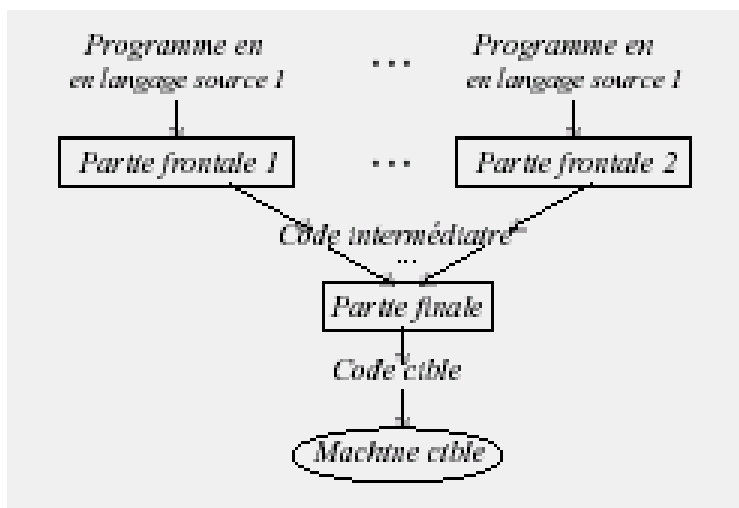 Programme en
en langage source 1
...
Programme en
en langage source 1
Partie frontale 1
...
Partie frontale 2
Code intermédiaire
...
Partie finale
Code cible
Machine cible